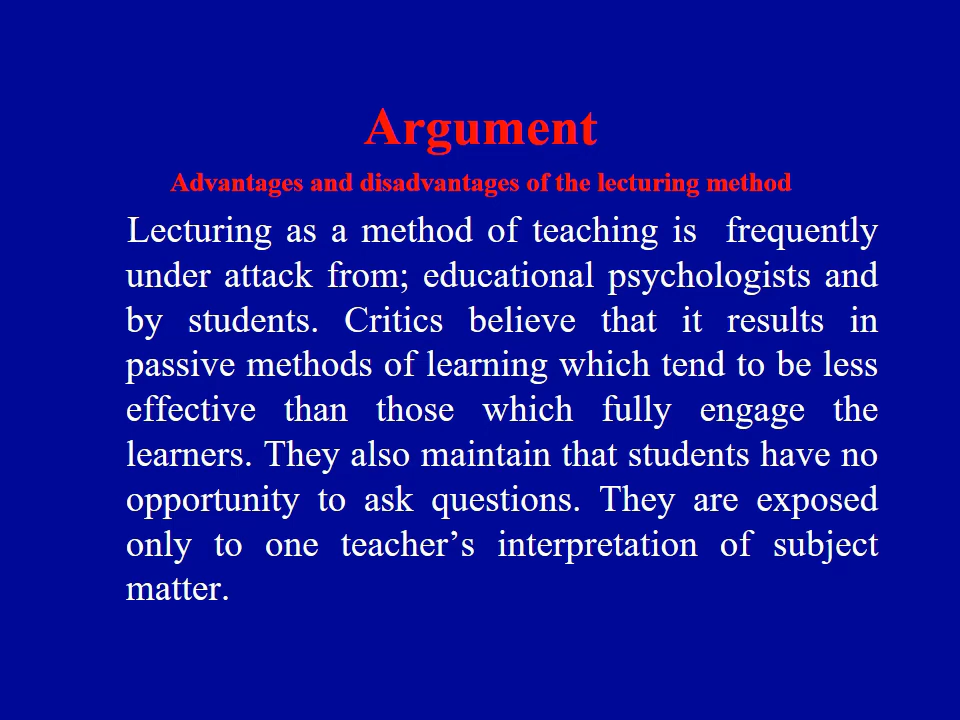 Argument
Advantages and disadvantages of the lecturing method
Lecturing as a method of teaching is  frequently
under attack from; educational psychologists and
by students. Critics believe that it results in
passive methods of learning which tend to be less
effective than those which fully engage the
learners. They also maintain that students have no
opportunity to ask questions. They are exposed
only to one teacher’s interpretation of subject
matter.